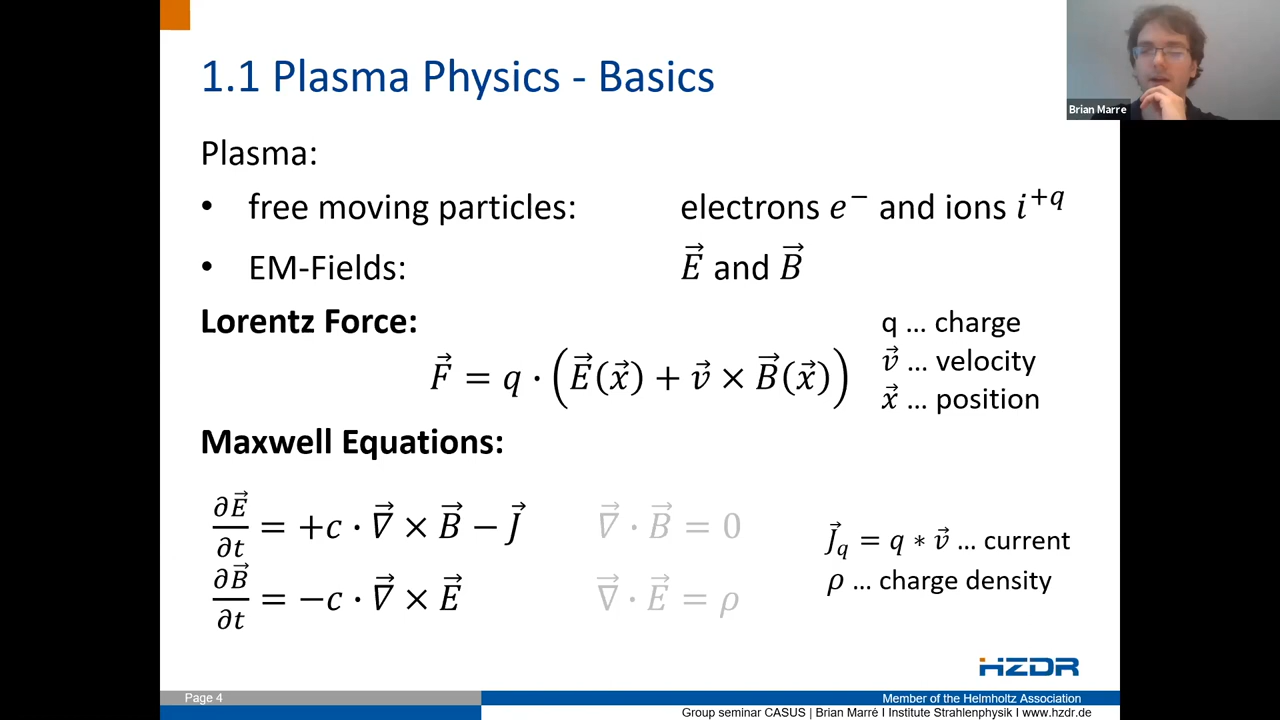 1.1 Plasma Physics - Basics
Brian Marre
Plasma:
• free moving particles: electrons e⁻ and ions i⁺q
• EM-Fields: E⃗ and B⃗
Lorentz Force:
F⃗ = q · (E⃗(x⃗) + v⃗ × B⃗(x⃗))
q … charge
v⃗ … velocity
x⃗ … position
Maxwell Equations:
∂E⃗/∂t = +c · ∇⃗ × B⃗ − J⃗
∇⃗ · B⃗ = 0
∂B⃗/∂t = −c · ∇⃗ × E⃗
∇⃗ · E⃗ = ρ
J⃗q = q ∗ v⃗ … current
ρ … charge density
HZDR
Page 4
Member of the Helmholtz Association
Group seminar CASUS | Brian Marré I Institute Strahlenphysik I www.hzdr.de